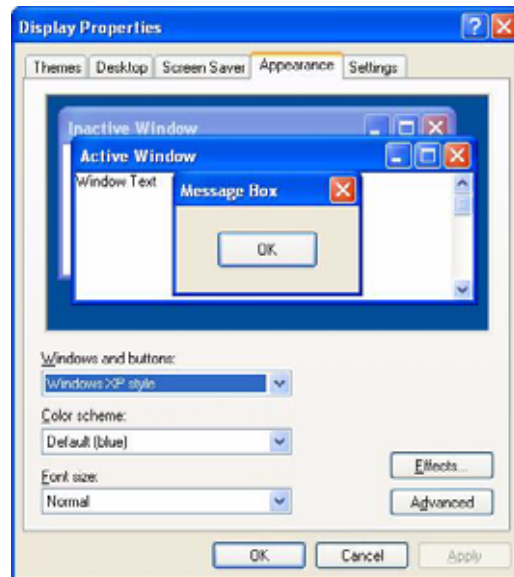 Display Properties
Themes Desktop Screen Saver Appearance Settings
Inactive Window
Active Window
Window Text
Message Box
OK
Windows and buttons:
Windows XP style
Color scheme:
Default (blue)
Effects...
Font size:
Normal
Advanced
OK Cancel Apply